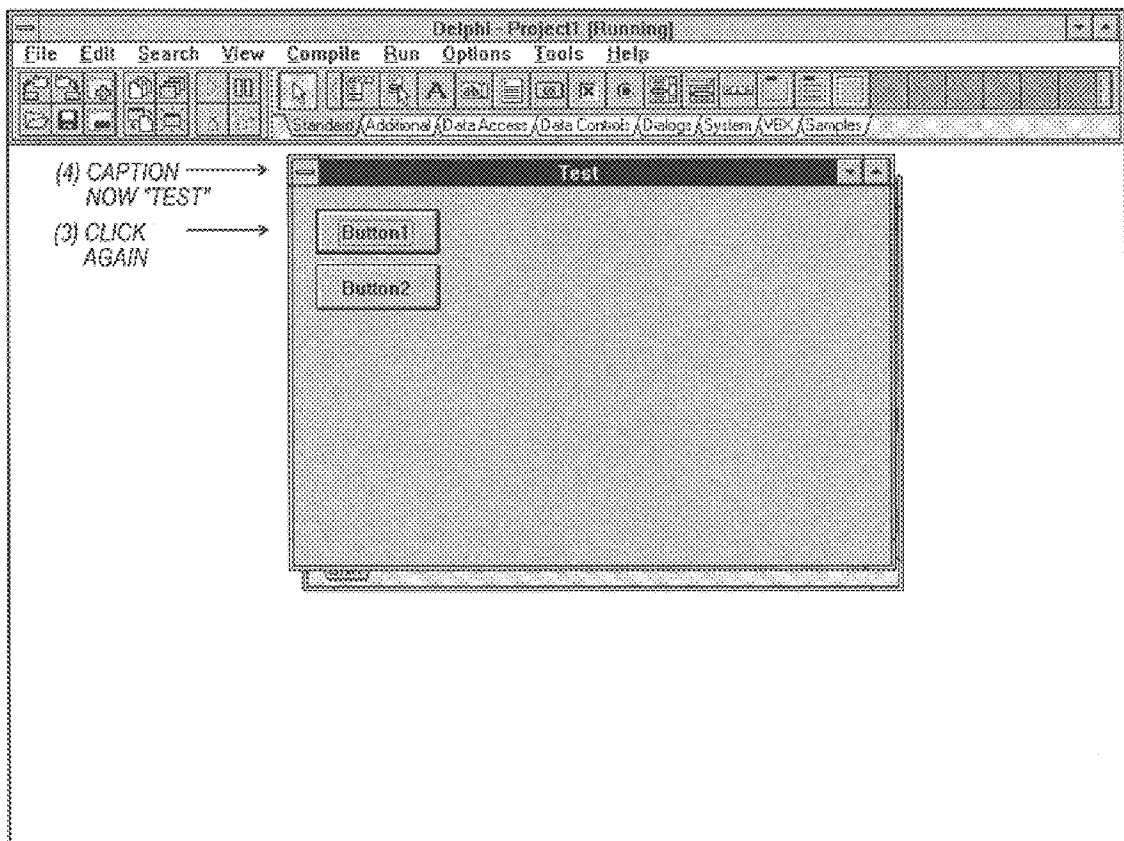 Delphi - Project1 [Running]
File Edit Search View Compile Run Options Tools Help
Standard Additional Data Access Data Controls Dialogs System VBX Samples
(4) CAPTION
NOW "TEST"
Test
(3) CLICK
AGAIN
Button1
Button2